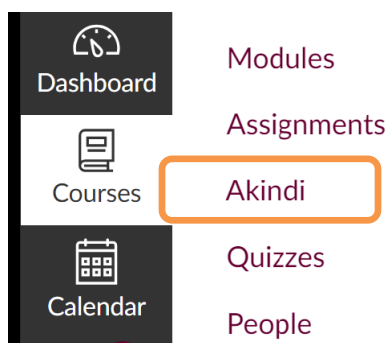 Dashboard
Courses
Calendar
Modules
Assignments
Akindi
Quizzes
People